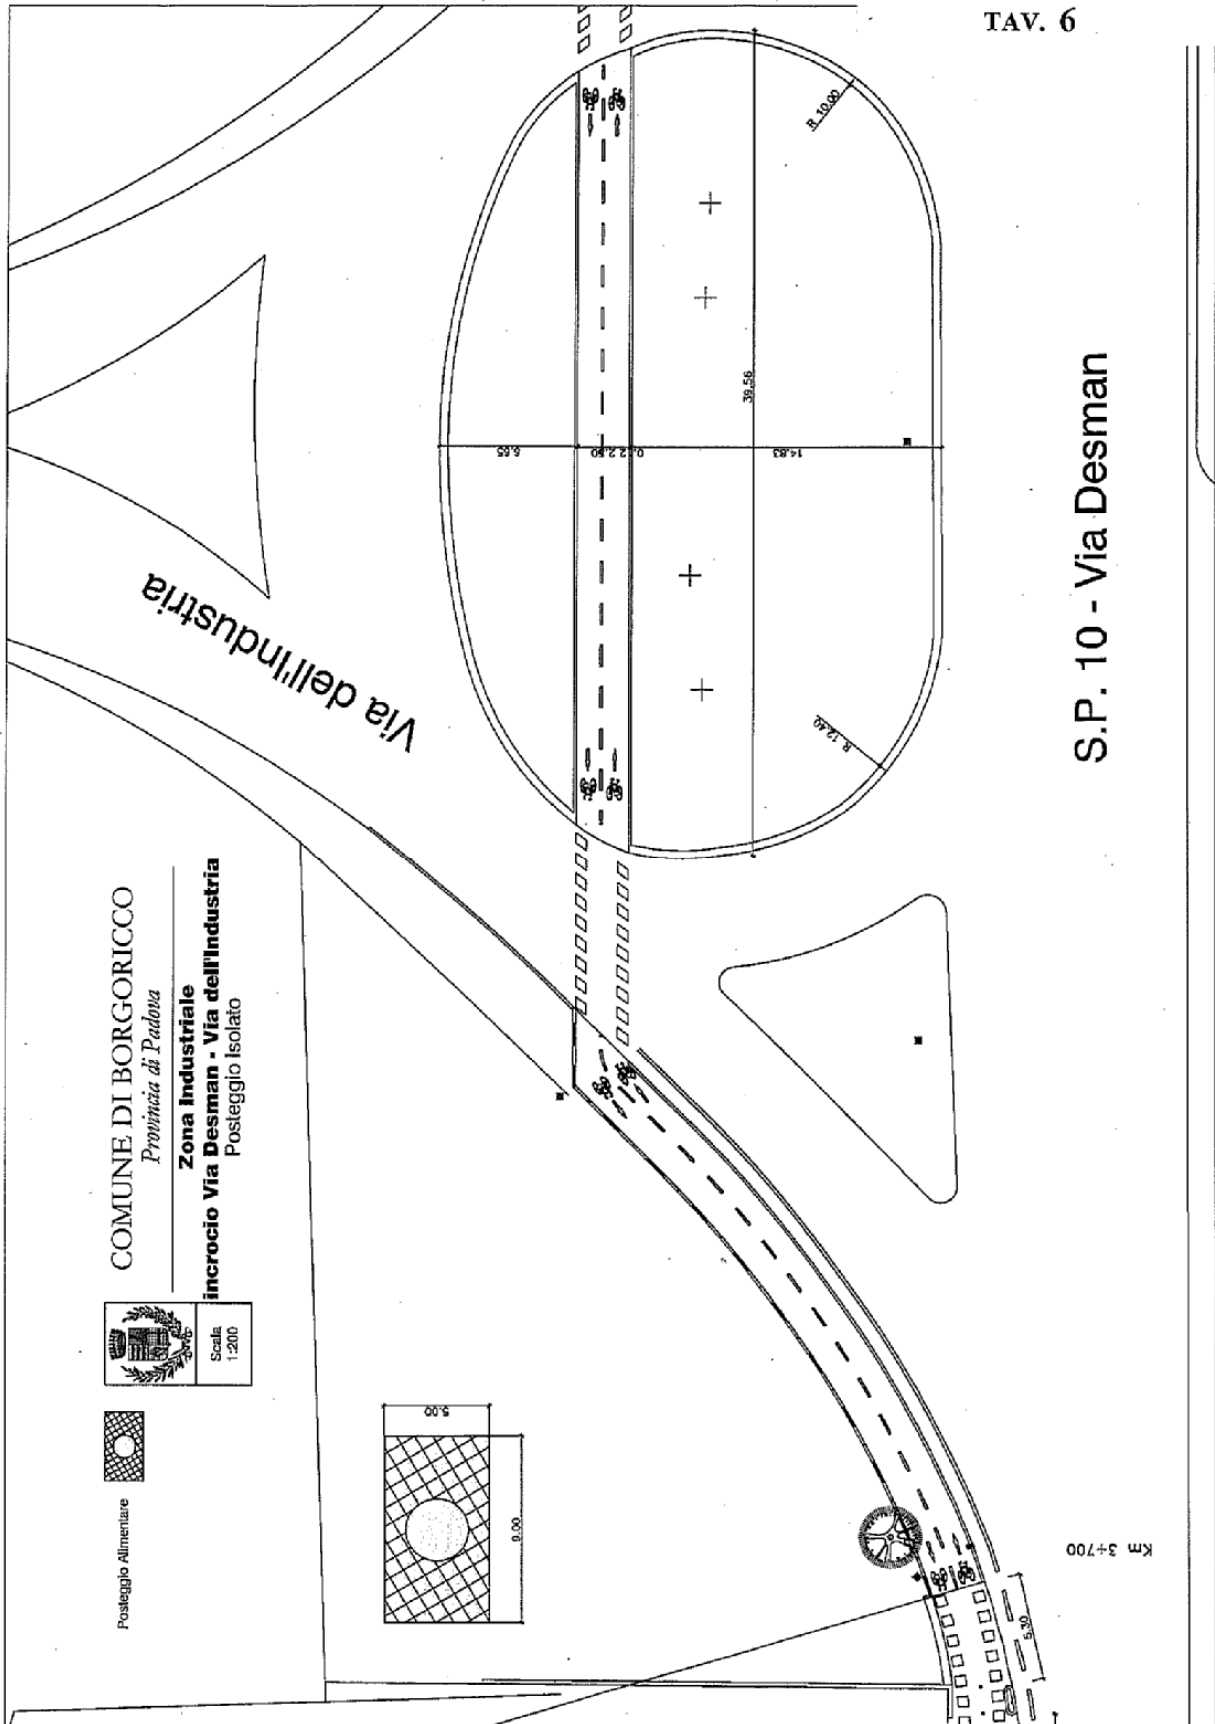 TAV. 6
R 10.00
39.56
6.65
2.50
14.83
R 12.40
Via dell'Industria
S.P. 10 - Via Desman
COMUNE DI BORGORICCO
Provincia di Padova
Zona Industriale
incrocio Via Desman - Via dell'Industria
Posteggio Isolato
Scala
1:200
Posteggio Alimentare
5.00
9.00
Km 3+700
5.30